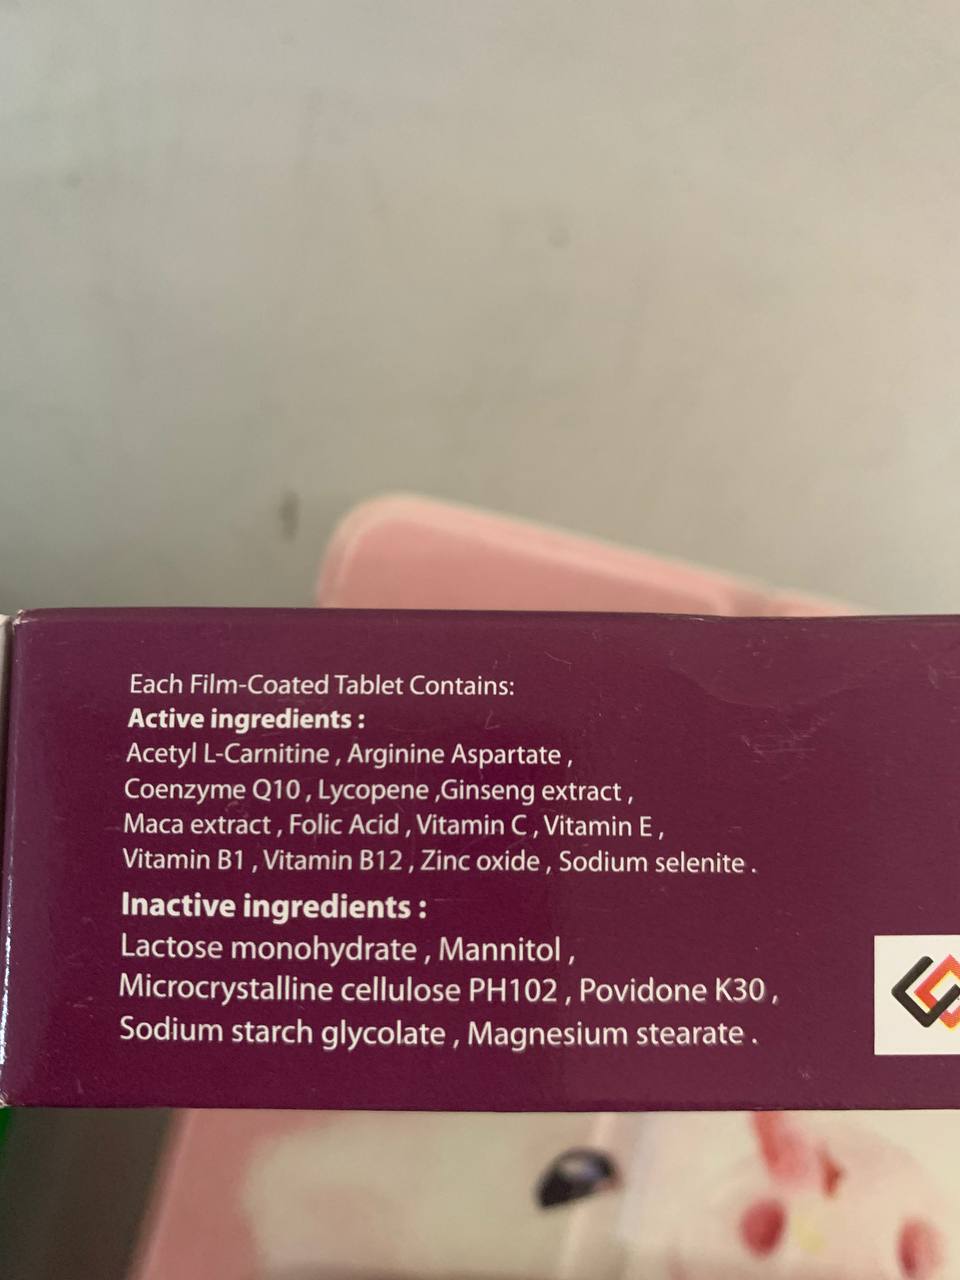 Each Film-Coated Tablet Contains:
Active ingredients :
Acetyl L-Carnitine , Arginine Aspartate ,
Coenzyme Q10 , Lycopene ,Ginseng extract ,
Maca extract , Folic Acid , Vitamin C , Vitamin E ,
Vitamin B1 , Vitamin B12 , Zinc oxide , Sodium selenite .
Inactive ingredients :
Lactose monohydrate , Mannitol ,
Microcrystalline cellulose PH102 , Povidone K30 ,
Sodium starch glycolate , Magnesium stearate .